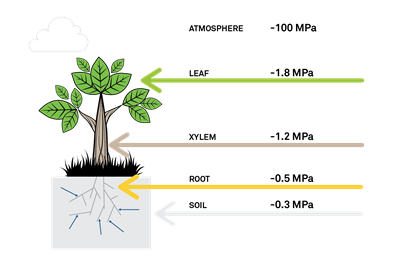 ATMOSPHERE -100 MPa
LEAF -1.8 MPa
XYLEM -1.2 MPa
ROOT -0.5 MPa
SOIL -0.3 MPa